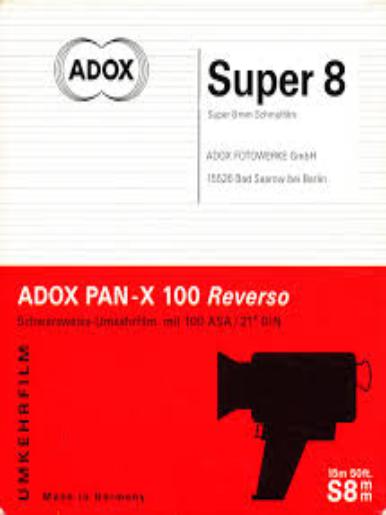 ADOX
Super 8
Super 8mm Schmalfilm
ADOX FOTOWERKE GmbH
15526 Bad Saarow bei Berlin
ADOX PAN-X 100 Reverso
Schwarzweiss-Umkehrfilm mit 100 ASA / 21° DIN
UMKEHRFILM
15m 50ft.
S8mm
Made in Germany